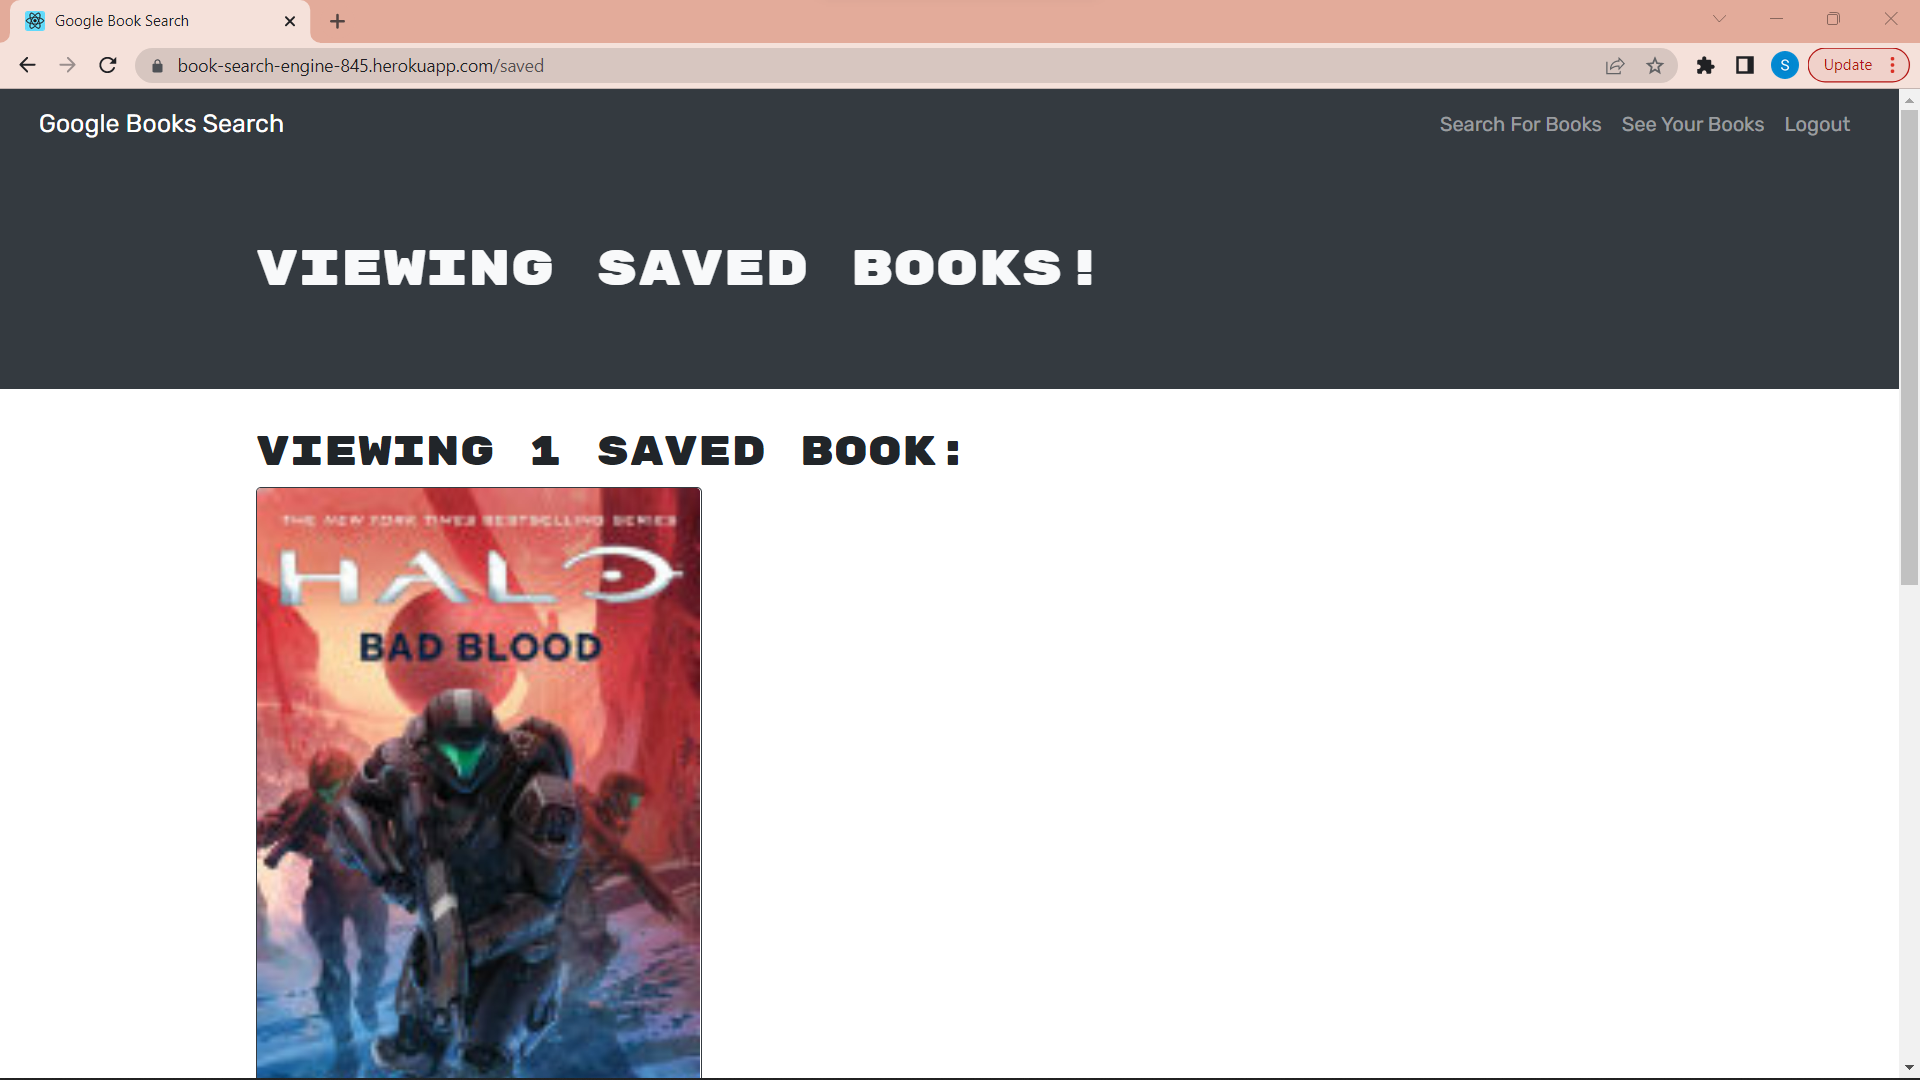 Google Book Search
book-search-engine-845.herokuapp.com/saved
S
Update
Google Books Search
Search For Books
See Your Books
Logout
VIEWING SAVED BOOKS!
VIEWING 1 SAVED BOOK:
THE NEW YORK TIMES BESTSELLING SERIES
HALO
BAD BLOOD